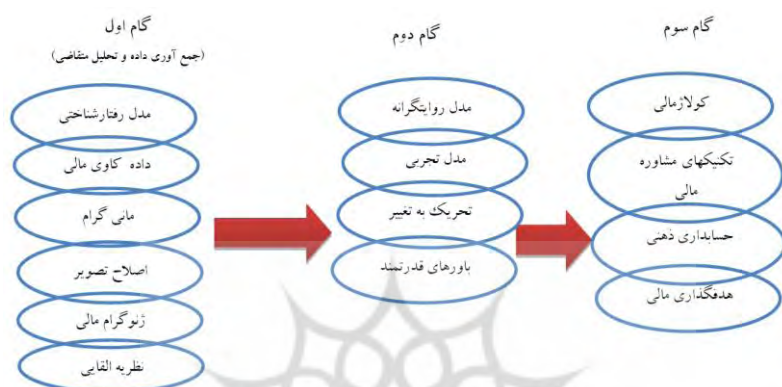 گام اول
(جمع آوری داده و تحلیل متقاضی)
مدل رفتارشناختی
داده کاوی مالی
مانی گرام
اصلاح تصویر
ژنوگرام مالی
نظریه القایی
گام دوم
مدل روایتگرانه
مدل تجربی
تحریک به تغییر
باورهای قدرتمند
گام سوم
کولاژمالی
تکنیکهای مشاوره
مالی
حسابداری ذهنی
هدفگذاری مالی